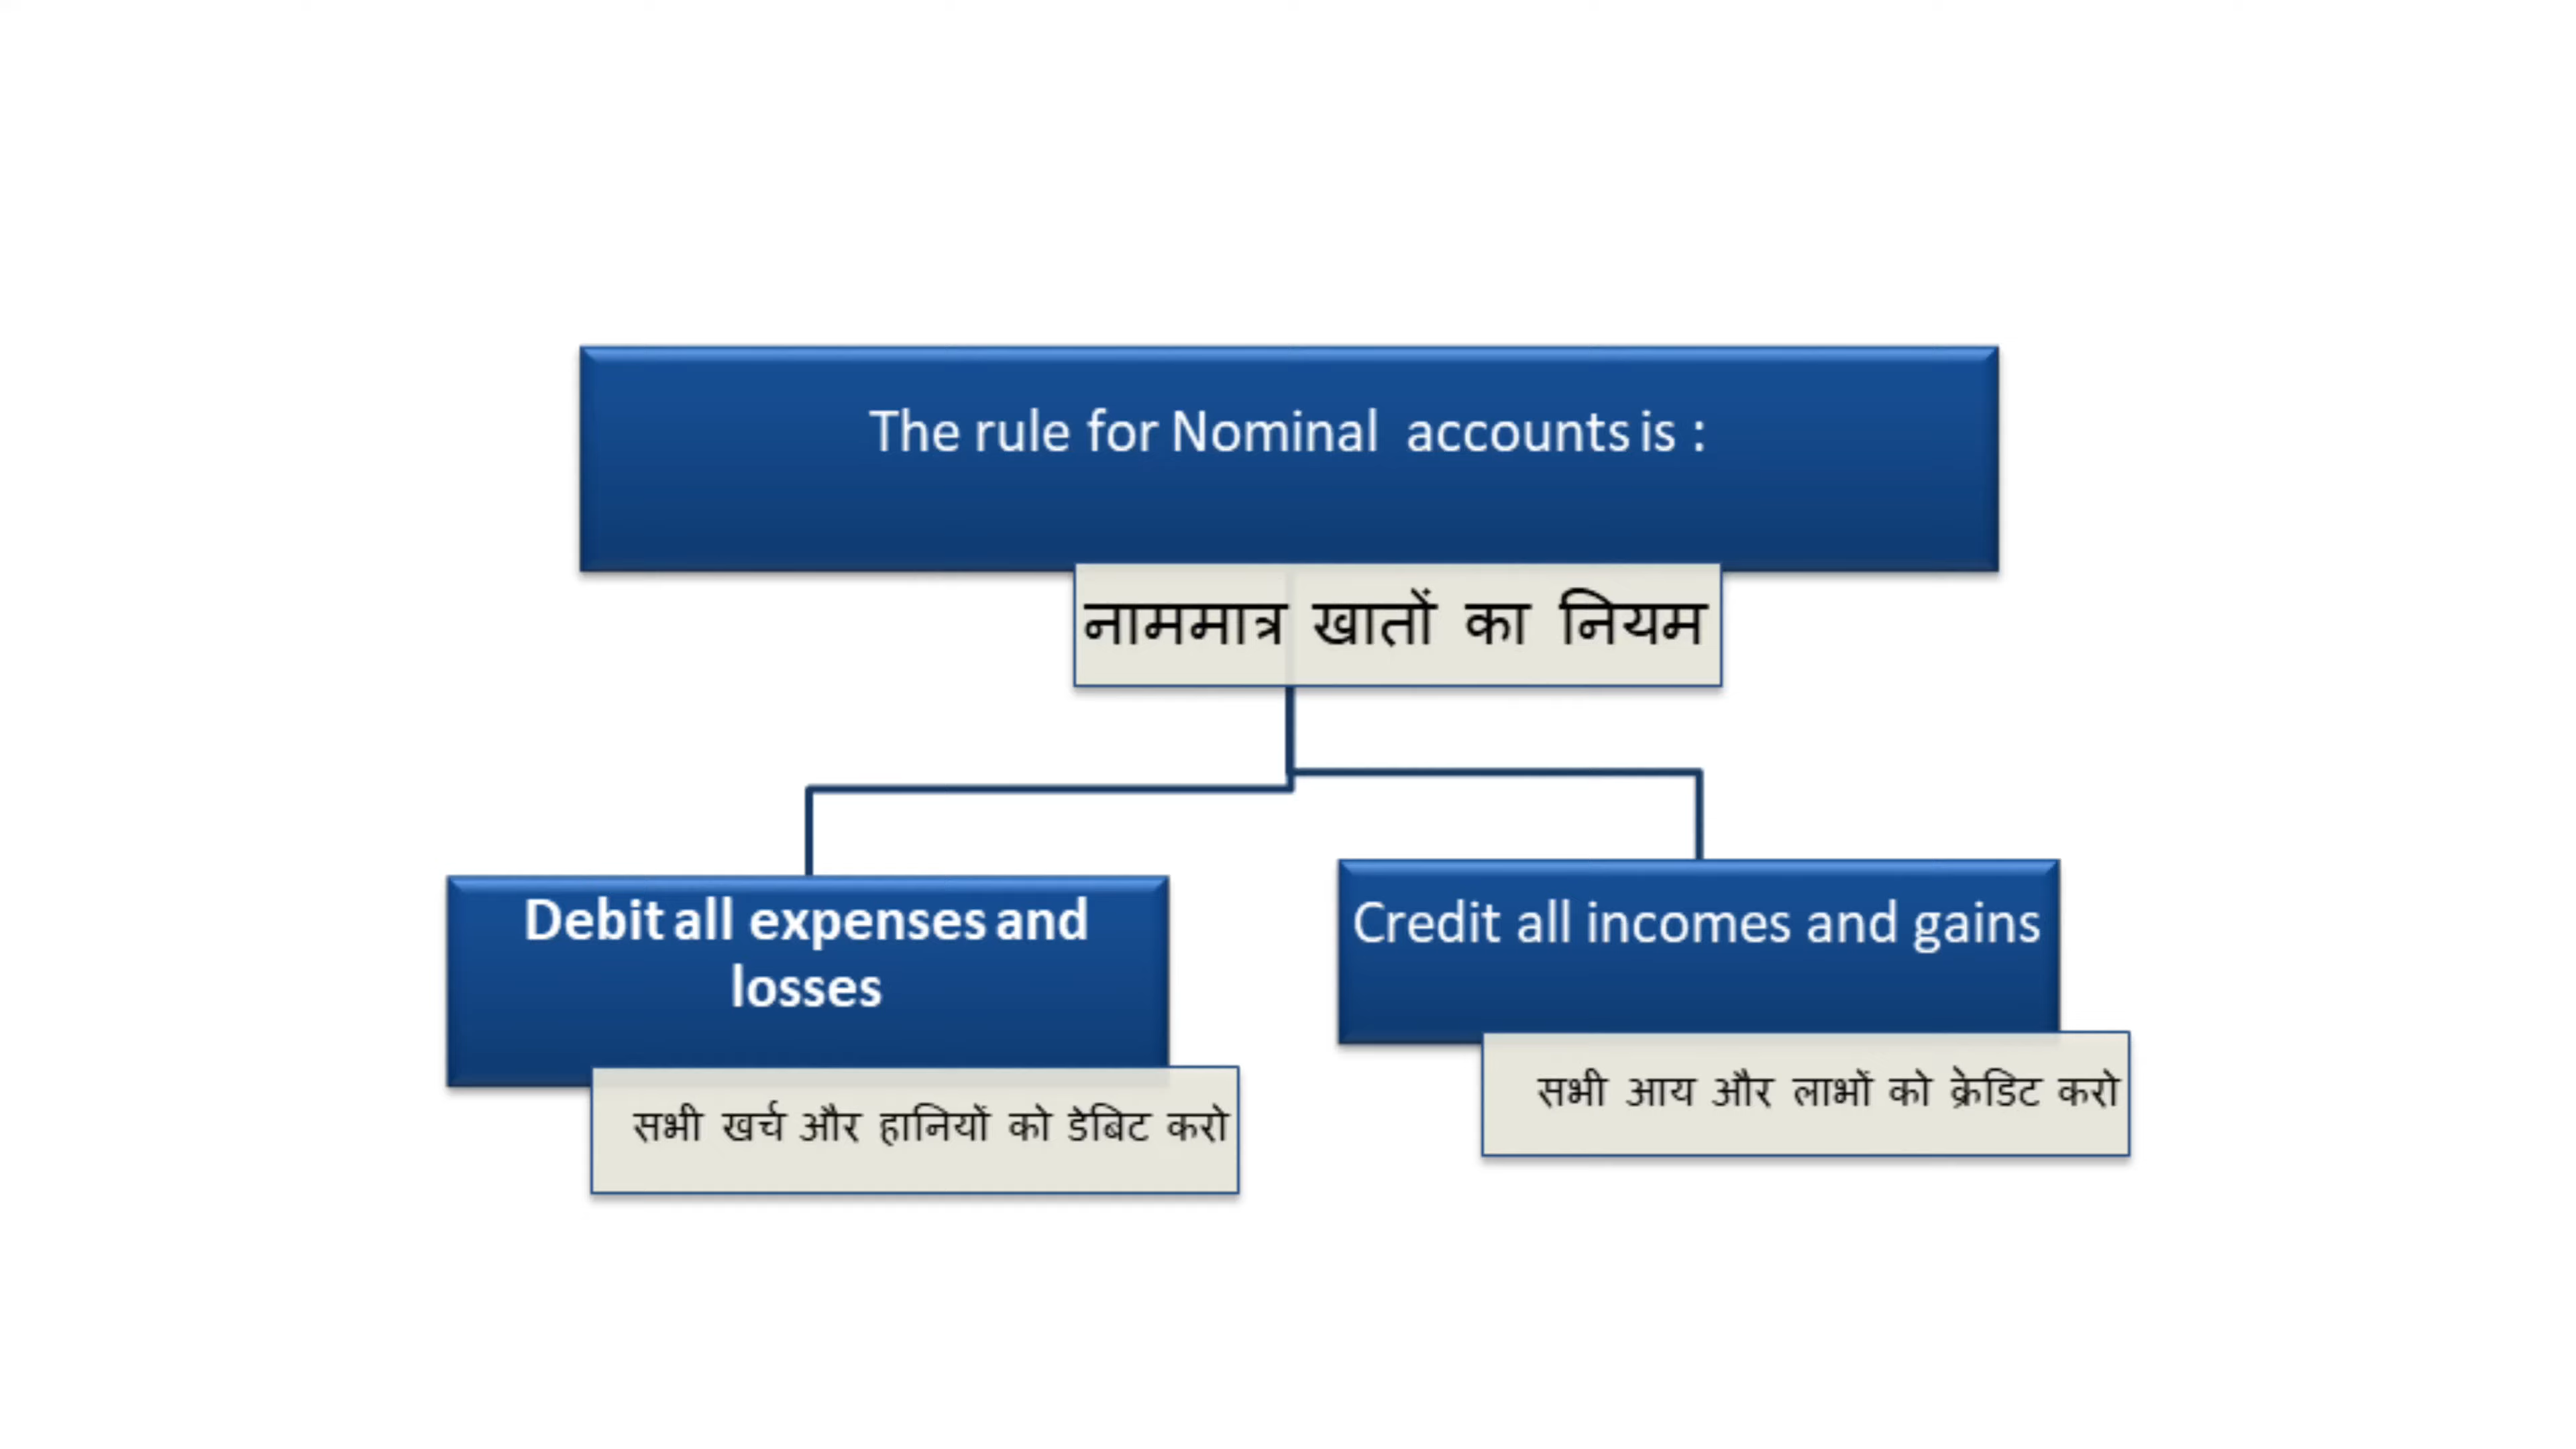 The rule for Nominal accounts is :
नाममात्र खातों का नियम
Debit all expenses and
losses
सभी खर्च और हानियों को डेबिट करो
Credit all incomes and gains
सभी आय और लाभों को क्रेडिट करो